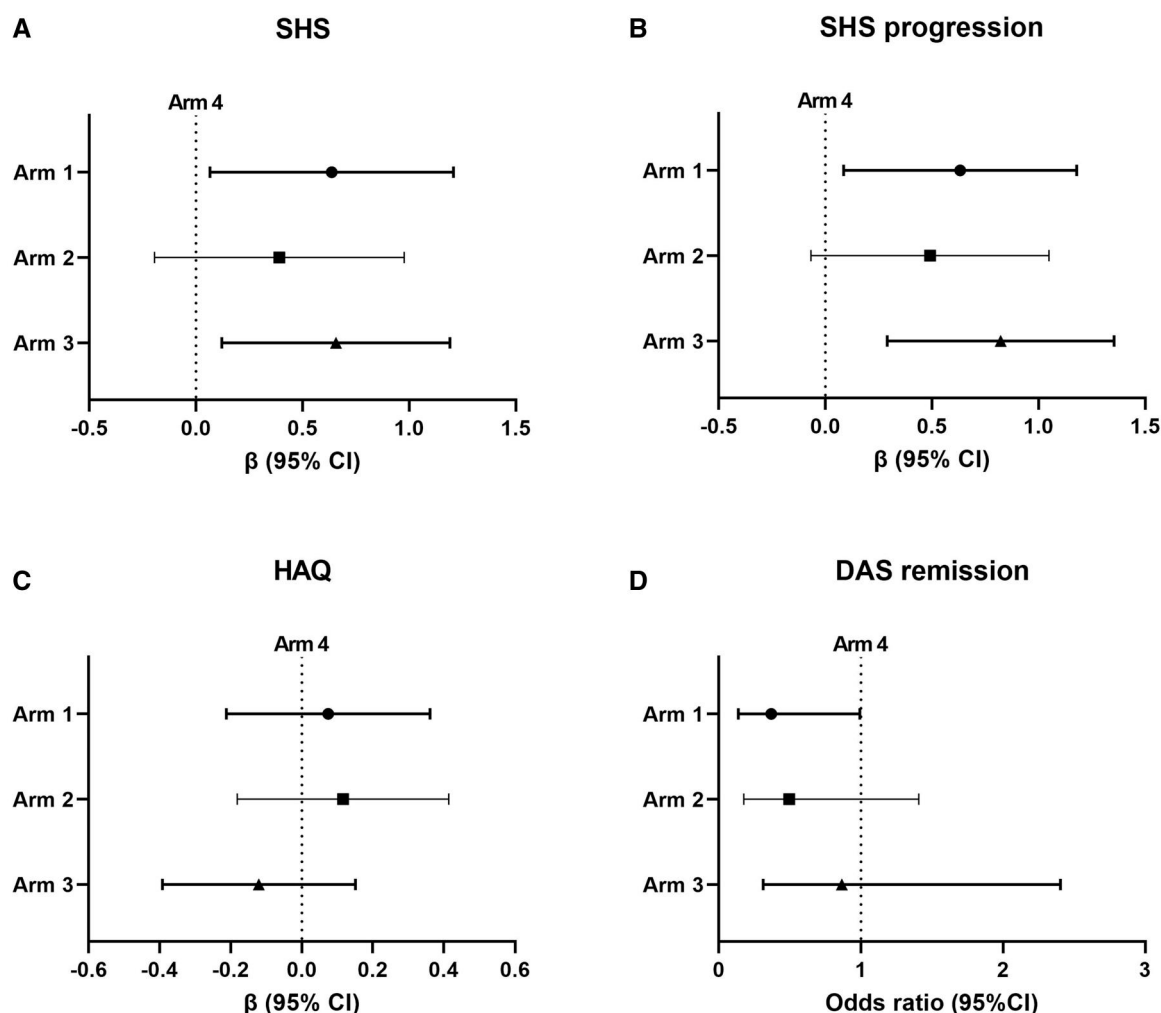 A
SHS
Arm 4
Arm 1
Arm 2
Arm 3
-0.5 0.0 0.5 1.0 1.5
β (95% CI)
B
SHS progression
Arm 4
Arm 1
Arm 2
Arm 3
-0.5 0.0 0.5 1.0 1.5
β (95% CI)
C
HAQ
Arm 4
Arm 1
Arm 2
Arm 3
-0.6 -0.4 -0.2 0.0 0.2 0.4 0.6
β (95% CI)
D
DAS remission
Arm 4
Arm 1
Arm 2
Arm 3
0 1 2 3
Odds ratio (95%CI)